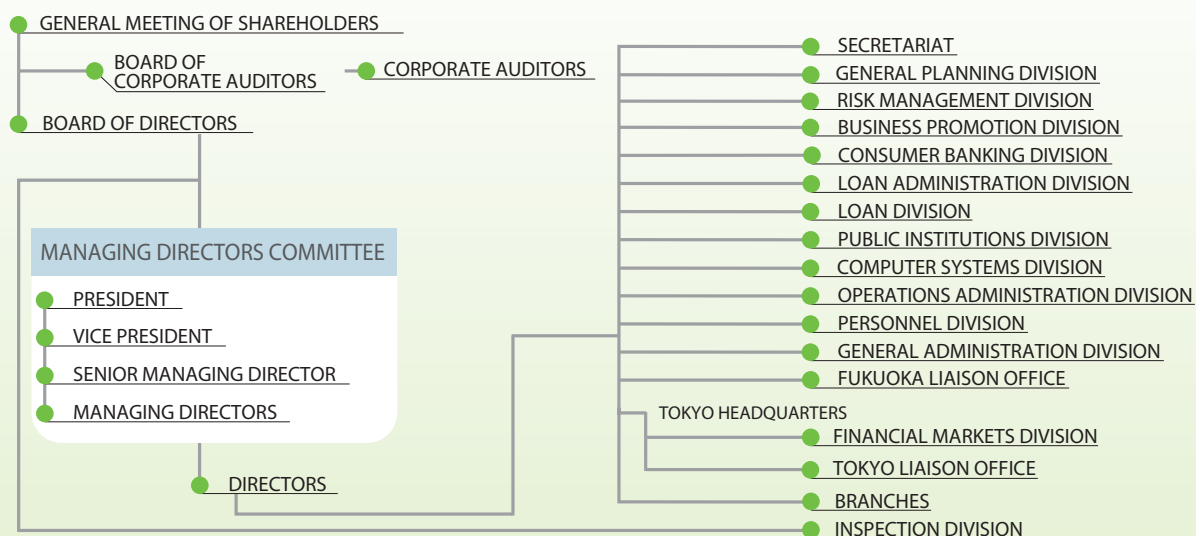 GENERAL MEETING OF SHAREHOLDERS
BOARD OF
CORPORATE AUDITORS
CORPORATE AUDITORS
BOARD OF DIRECTORS
MANAGING DIRECTORS COMMITTEE
PRESIDENT
VICE PRESIDENT
SENIOR MANAGING DIRECTOR
MANAGING DIRECTORS
DIRECTORS
SECRETARIAT
GENERAL PLANNING DIVISION
RISK MANAGEMENT DIVISION
BUSINESS PROMOTION DIVISION
CONSUMER BANKING DIVISION
LOAN ADMINISTRATION DIVISION
LOAN DIVISION
PUBLIC INSTITUTIONS DIVISION
COMPUTER SYSTEMS DIVISION
OPERATIONS ADMINISTRATION DIVISION
PERSONNEL DIVISION
GENERAL ADMINISTRATION DIVISION
FUKUOKA LIAISON OFFICE
TOKYO HEADQUARTERS
FINANCIAL MARKETS DIVISION
TOKYO LIAISON OFFICE
BRANCHES
INSPECTION DIVISION